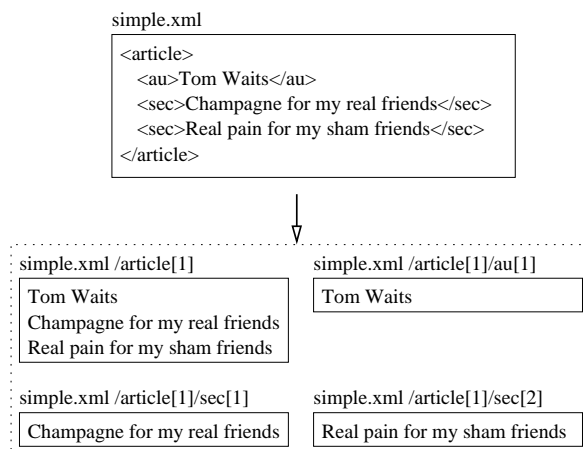 simple.xml
<article>
<au>Tom Waits</au>
<sec>Champagne for my real friends</sec>
<sec>Real pain for my sham friends</sec>
</article>
simple.xml /article[1]
Tom Waits
Champagne for my real friends
Real pain for my sham friends
simple.xml /article[1]/au[1]
Tom Waits
simple.xml /article[1]/sec[1]
Champagne for my real friends
simple.xml /article[1]/sec[2]
Real pain for my sham friends